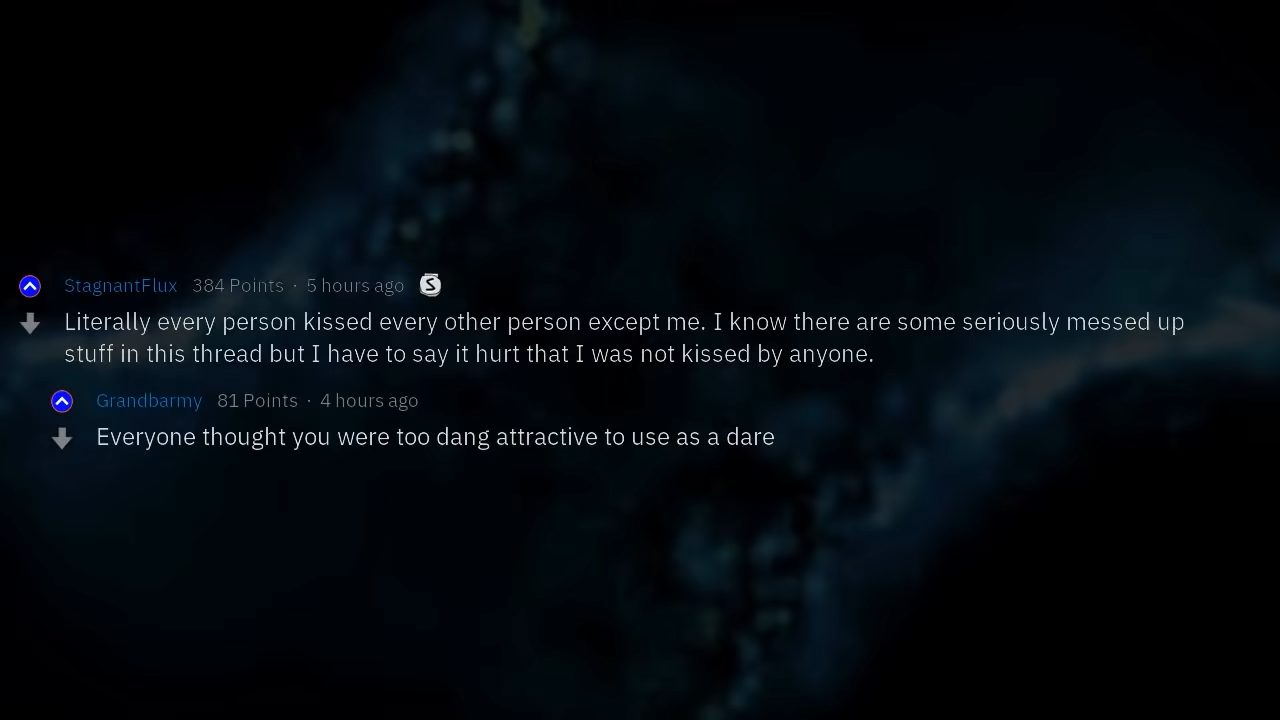 StagnantFlux 384 Points · 5 hours ago S
Literally every person kissed every other person except me. I know there are some seriously messed up
stuff in this thread but I have to say it hurt that I was not kissed by anyone.
Grandbarmy 81 Points · 4 hours ago
Everyone thought you were too dang attractive to use as a dare